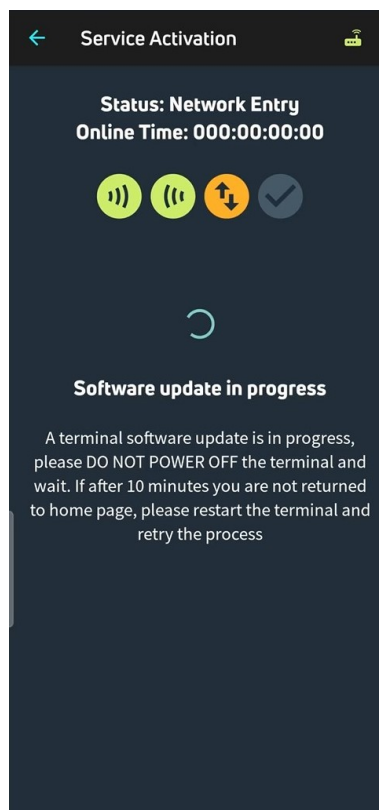 Service Activation
Status: Network Entry
Online Time: 000:00:00:00
Software update in progress
A terminal software update is in progress,
please DO NOT POWER OFF the terminal and
wait. If after 10 minutes you are not returned
to home page, please restart the terminal and
retry the process